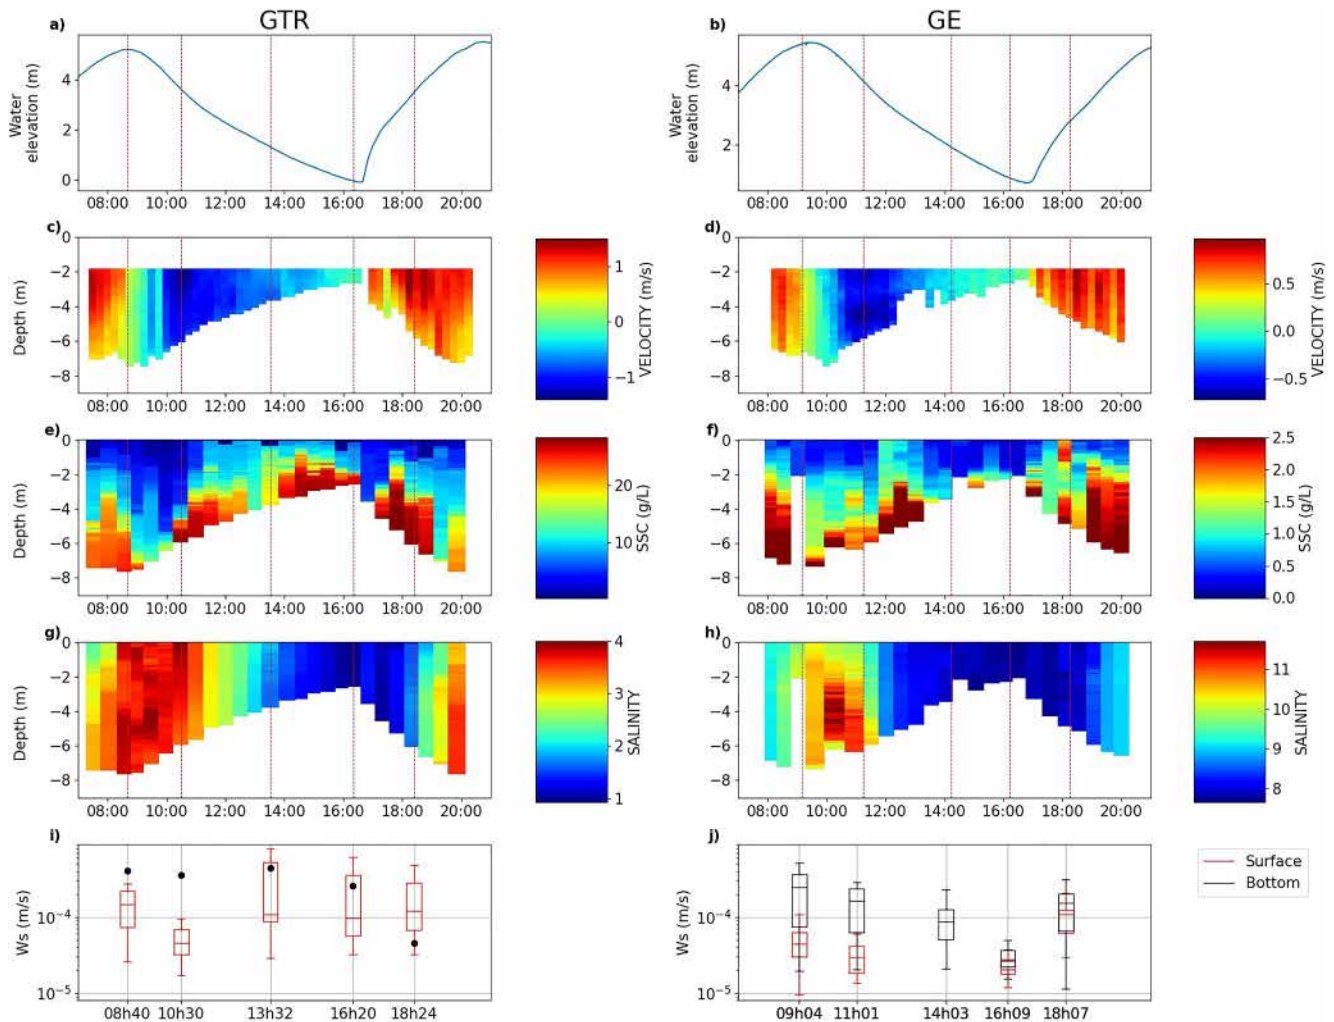 a) GTR
b) GE
Water elevation (m)
4
2
0
08:00 10:00 12:00 14:00 16:00 18:00 20:00
Water elevation (m)
4
2
08:00 10:00 12:00 14:00 16:00 18:00 20:00
c)
Depth (m)
0
−2
−4
−6
−8
08:00 10:00 12:00 14:00 16:00 18:00 20:00
1
0
−1
VELOCITY (m/s)
d)
Depth (m)
0
−2
−4
−6
−8
08:00 10:00 12:00 14:00 16:00 18:00 20:00
0.5
0.0
−0.5
VELOCITY (m/s)
e)
Depth (m)
0
−2
−4
−6
−8
08:00 10:00 12:00 14:00 16:00 18:00 20:00
20
10
SSC (g/L)
f)
Depth (m)
0
−2
−4
−6
−8
08:00 10:00 12:00 14:00 16:00 18:00 20:00
2.5
2.0
1.5
1.0
0.5
0.0
SSC (g/L)
g)
Depth (m)
0
−2
−4
−6
−8
08:00 10:00 12:00 14:00 16:00 18:00 20:00
4
3
2
1
SALINITY
h)
Depth (m)
0
−2
−4
−6
−8
08:00 10:00 12:00 14:00 16:00 18:00 20:00
11
10
9
8
SALINITY
i)
Ws (m/s)
10⁻⁴
10⁻⁵
08h40 10h30 13h32 16h20 18h24
j)
Ws (m/s)
10⁻⁴
10⁻⁵
09h04 11h01 14h03 16h09 18h07
Surface
Bottom